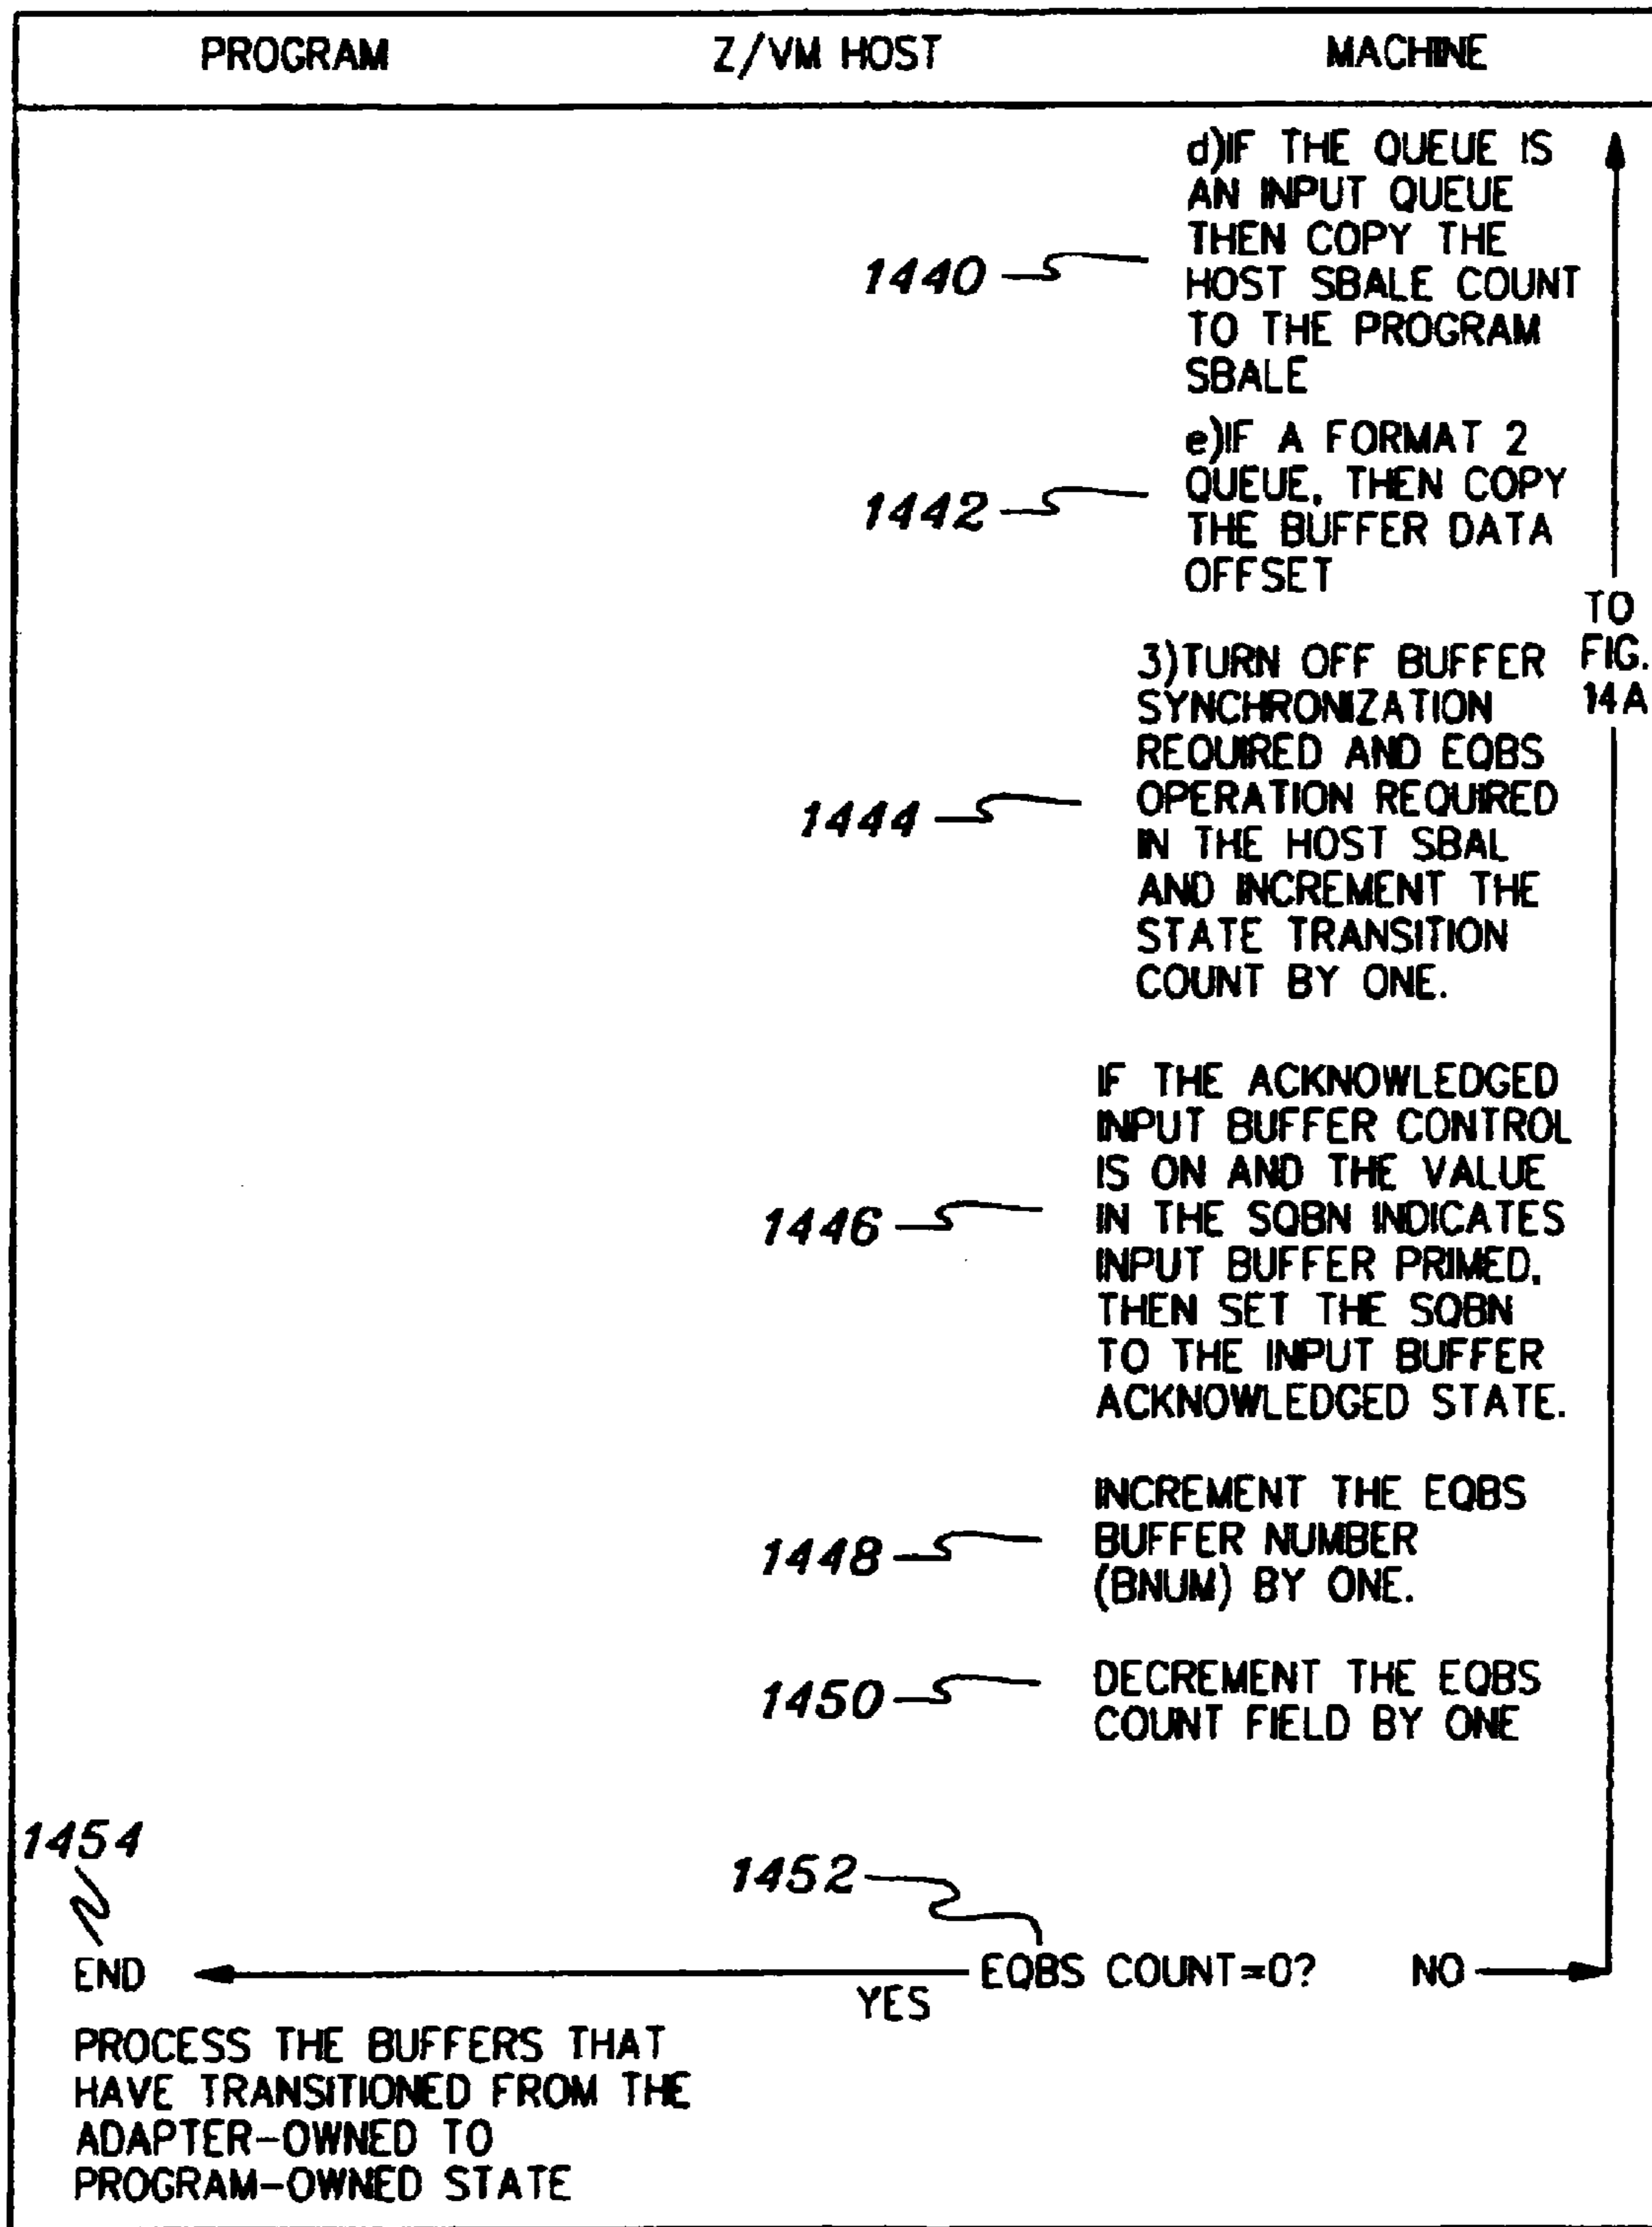 PROGRAM Z/VM HOST MACHINE
d)IF THE QUEUE IS
AN INPUT QUEUE
THEN COPY THE
1440 HOST SBALE COUNT
TO THE PROGRAM
SBALE
e)IF A FORMAT 2
1442 QUEUE, THEN COPY
THE BUFFER DATA
OFFSET
TO
FIG.
14A
3)TURN OFF BUFFER
SYNCHRONIZATION
REQUIRED AND EQBS
1444 OPERATION REQUIRED
IN THE HOST SBAL
AND INCREMENT THE
STATE TRANSITION
COUNT BY ONE.
IF THE ACKNOWLEDGED
INPUT BUFFER CONTROL
IS ON AND THE VALUE
1446 IN THE SQBN INDICATES
INPUT BUFFER PRIMED,
THEN SET THE SQBN
TO THE INPUT BUFFER
ACKNOWLEDGED STATE.
INCREMENT THE EQBS
1448 BUFFER NUMBER
(BNUM) BY ONE.
1450 DECREMENT THE EQBS
COUNT FIELD BY ONE
1454
1452
END YES EQBS COUNT=0? NO
PROCESS THE BUFFERS THAT
HAVE TRANSITIONED FROM THE
ADAPTER-OWNED TO
PROGRAM-OWNED STATE